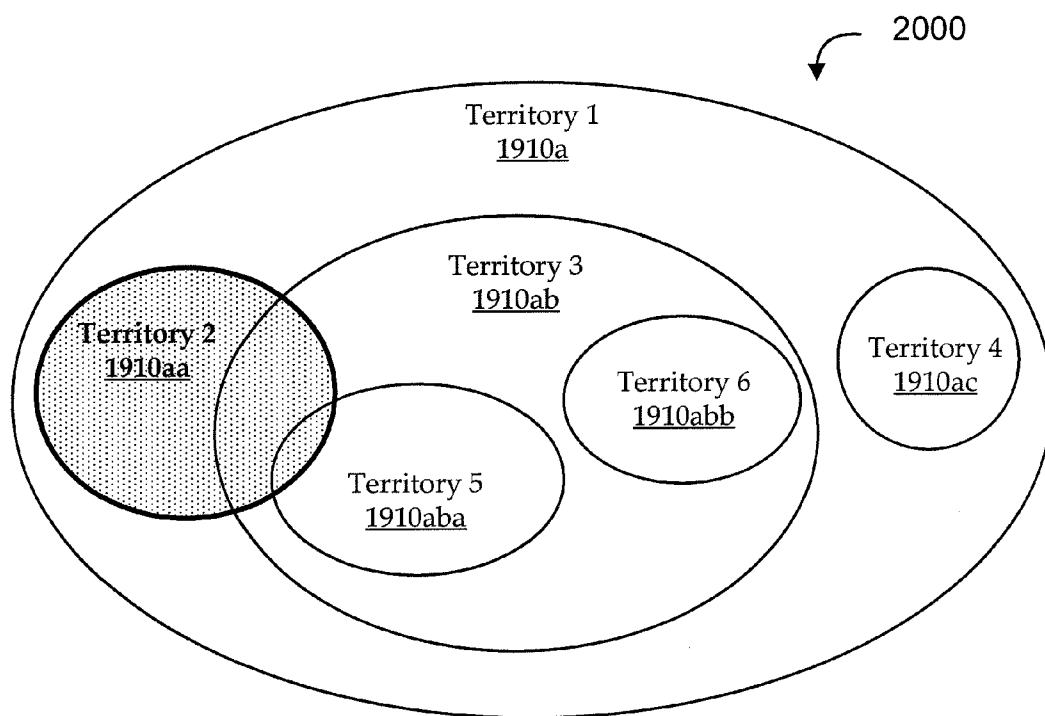 2000
Territory 1
1910a
Territory 3
1910ab
Territory 2
1910aa
Territory 4
1910ac
Territory 6
1910abb
Territory 5
1910aba